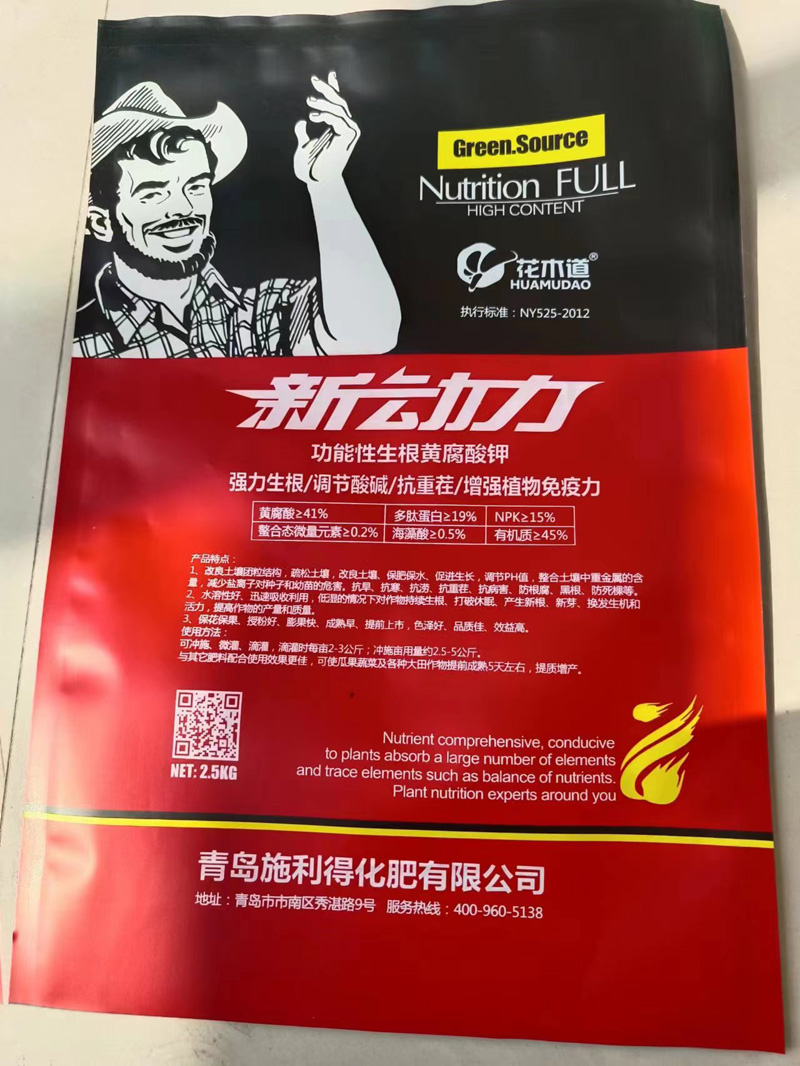 Green.Source
Nutrition FULL
HIGH CONTENT
花木道®
HUAMUDAO
执行标准：NY525-2012
新动力
功能性生根黄腐酸钾
强力生根/调节酸碱/抗重茬/增强植物免疫力
黄腐酸≥41% 多肽蛋白≥19% NPK≥15%
螯合态微量元素≥0.2% 海藻酸≥0.5% 有机质≥45%
产品特点：
1、改良土壤团粒结构，疏松土壤，改良土壤、保肥保水、促进生长，调节PH值，整合土壤中重金属的含
量，减少盐离子对种子和幼苗的危害。抗旱、抗寒、抗涝、抗重茬、抗病害、防根腐、黑根、防死棵等。
2、水溶性好、迅速吸收利用，低湿的情况下对作物持续生根、打破休眠、产生新根、新芽、换发生机和
活力，提高作物的产量和质量。
3、保花保果、授粉好、膨果快、成熟早、提前上市，色泽好、品质佳、效益高。
使用方法：
可冲施、微灌、滴灌，滴灌时每亩2-3公斤；冲施亩用量约2.5-5公斤。
与其它肥料配合使用效果更佳，可使瓜果蔬菜及各种大田作物提前成熟5天左右，提质增产。
NET: 2.5KG
Nutrient comprehensive, conducive
to plants absorb a large number of elements
and trace elements such as balance of nutrients.
Plant nutrition experts around you
青岛施利得化肥有限公司
地址：青岛市市南区秀湛路9号 服务热线：400-960-5138